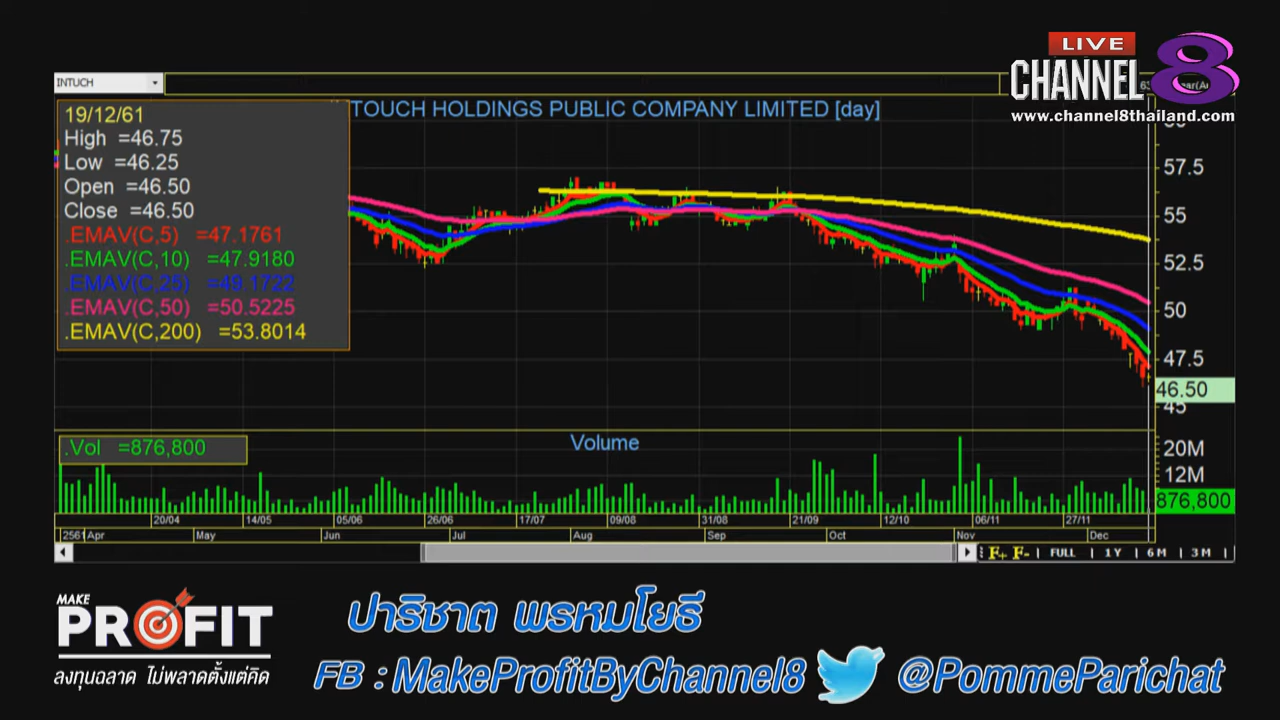 LIVE
CHANNEL 8
www.channel8thailand.com
INTUCH
TOUCH HOLDINGS PUBLIC COMPANY LIMITED [day]
19/12/61
High =46.75
Low =46.25
Open =46.50
Close =46.50
.EMAV(C,5) =47.1761
.EMAV(C,10) =47.9180
.EMAV(C,25) =49.1722
.EMAV(C,50) =50.5225
.EMAV(C,200) =53.8014
57.5
55
52.5
50
47.5
46.50
45
.Vol =876,800
Volume
20M
12M
876,800
20/04 14/05 05/06 26/06 17/07 09/08 31/08 21/09 12/10 06/11 27/11
2561 Apr May Jun Jul Aug Sep Oct Nov Dec
F+ F- | FULL | 1Y | 6M | 3M |
MAKE
PROFIT
ลงทุนฉลาด ไม่พลาดตั้งแต่คิด
ปาริชาต พรหมโยธี
FB : MakeProfitByChannel8 @PommeParichat